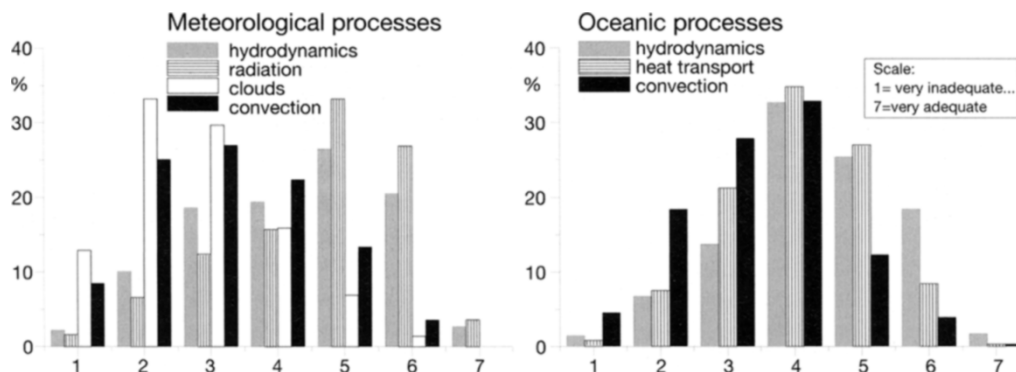 Meteorological processes
hydrodynamics
radiation
clouds
convection
40
%
30
20
10
0
1 2 3 4 5 6 7
Oceanic processes
hydrodynamics
heat transport
convection
Scale:
1= very inadequate...
7=very adequate
40
%
30
20
10
0
1 2 3 4 5 6 7